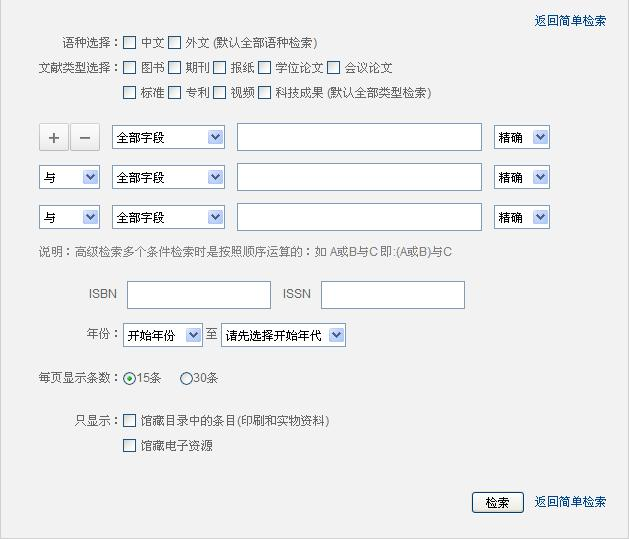 返回简单检索
语种选择： 中文 外文 (默认全部语种检索)
文献类型选择： 图书 期刊 报纸 学位论文 会议论文
标准 专利 视频 科技成果 (默认全部类型检索)
+ − 全部字段 精确
与 全部字段 精确
与 全部字段 精确
说明：高级检索多个条件检索时是按照顺序运算的：如 A或B与C 即:(A或B)与C
ISBN ISSN
年份： 开始年份 至 请先选择开始年代
每页显示条数： 15条 30条
只显示： 馆藏目录中的条目(印刷和实物资料)
馆藏电子资源
检索 返回简单检索